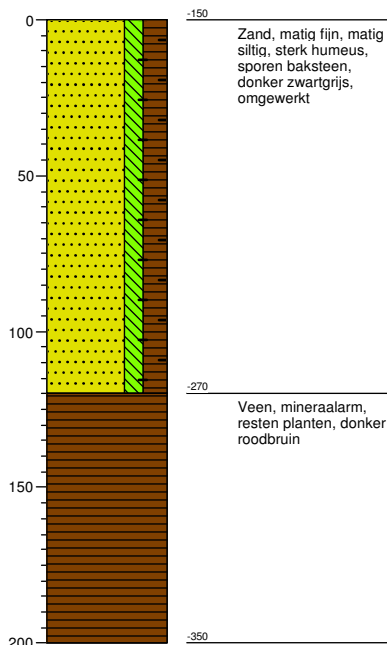 0
-150
Zand, matig fijn, matig
siltig, sterk humeus,
sporen baksteen,
donker zwartgrijs,
omgewerkt
50
100
-270
Veen, mineraalarm,
resten planten, donker
roodbruin
150
200
-350